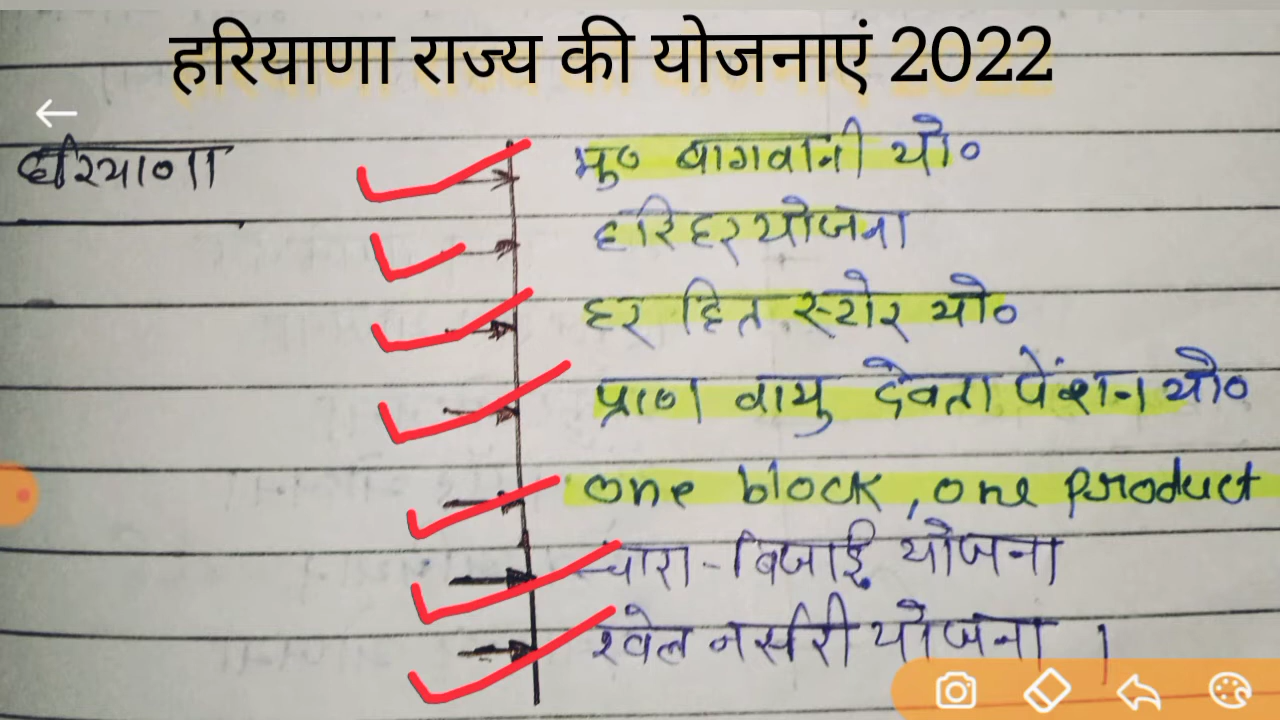 हरियाणा राज्य की योजनाएं 2022
हरियाणा
मु० बागवानी यो०
हरिहर योजना
हर हित स्टोर यो०
प्राण वायु देवता पेंशन यो०
one block, one product
चारा-बिजाई योजना
खेल नर्सरी योजना ।